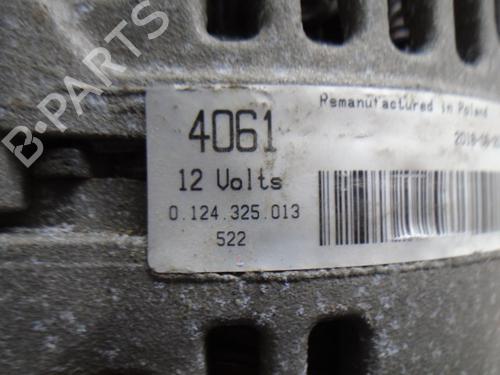 Remanufactured in Poland
4061
12 Volts
0.124.325.013
522
B-PARTS